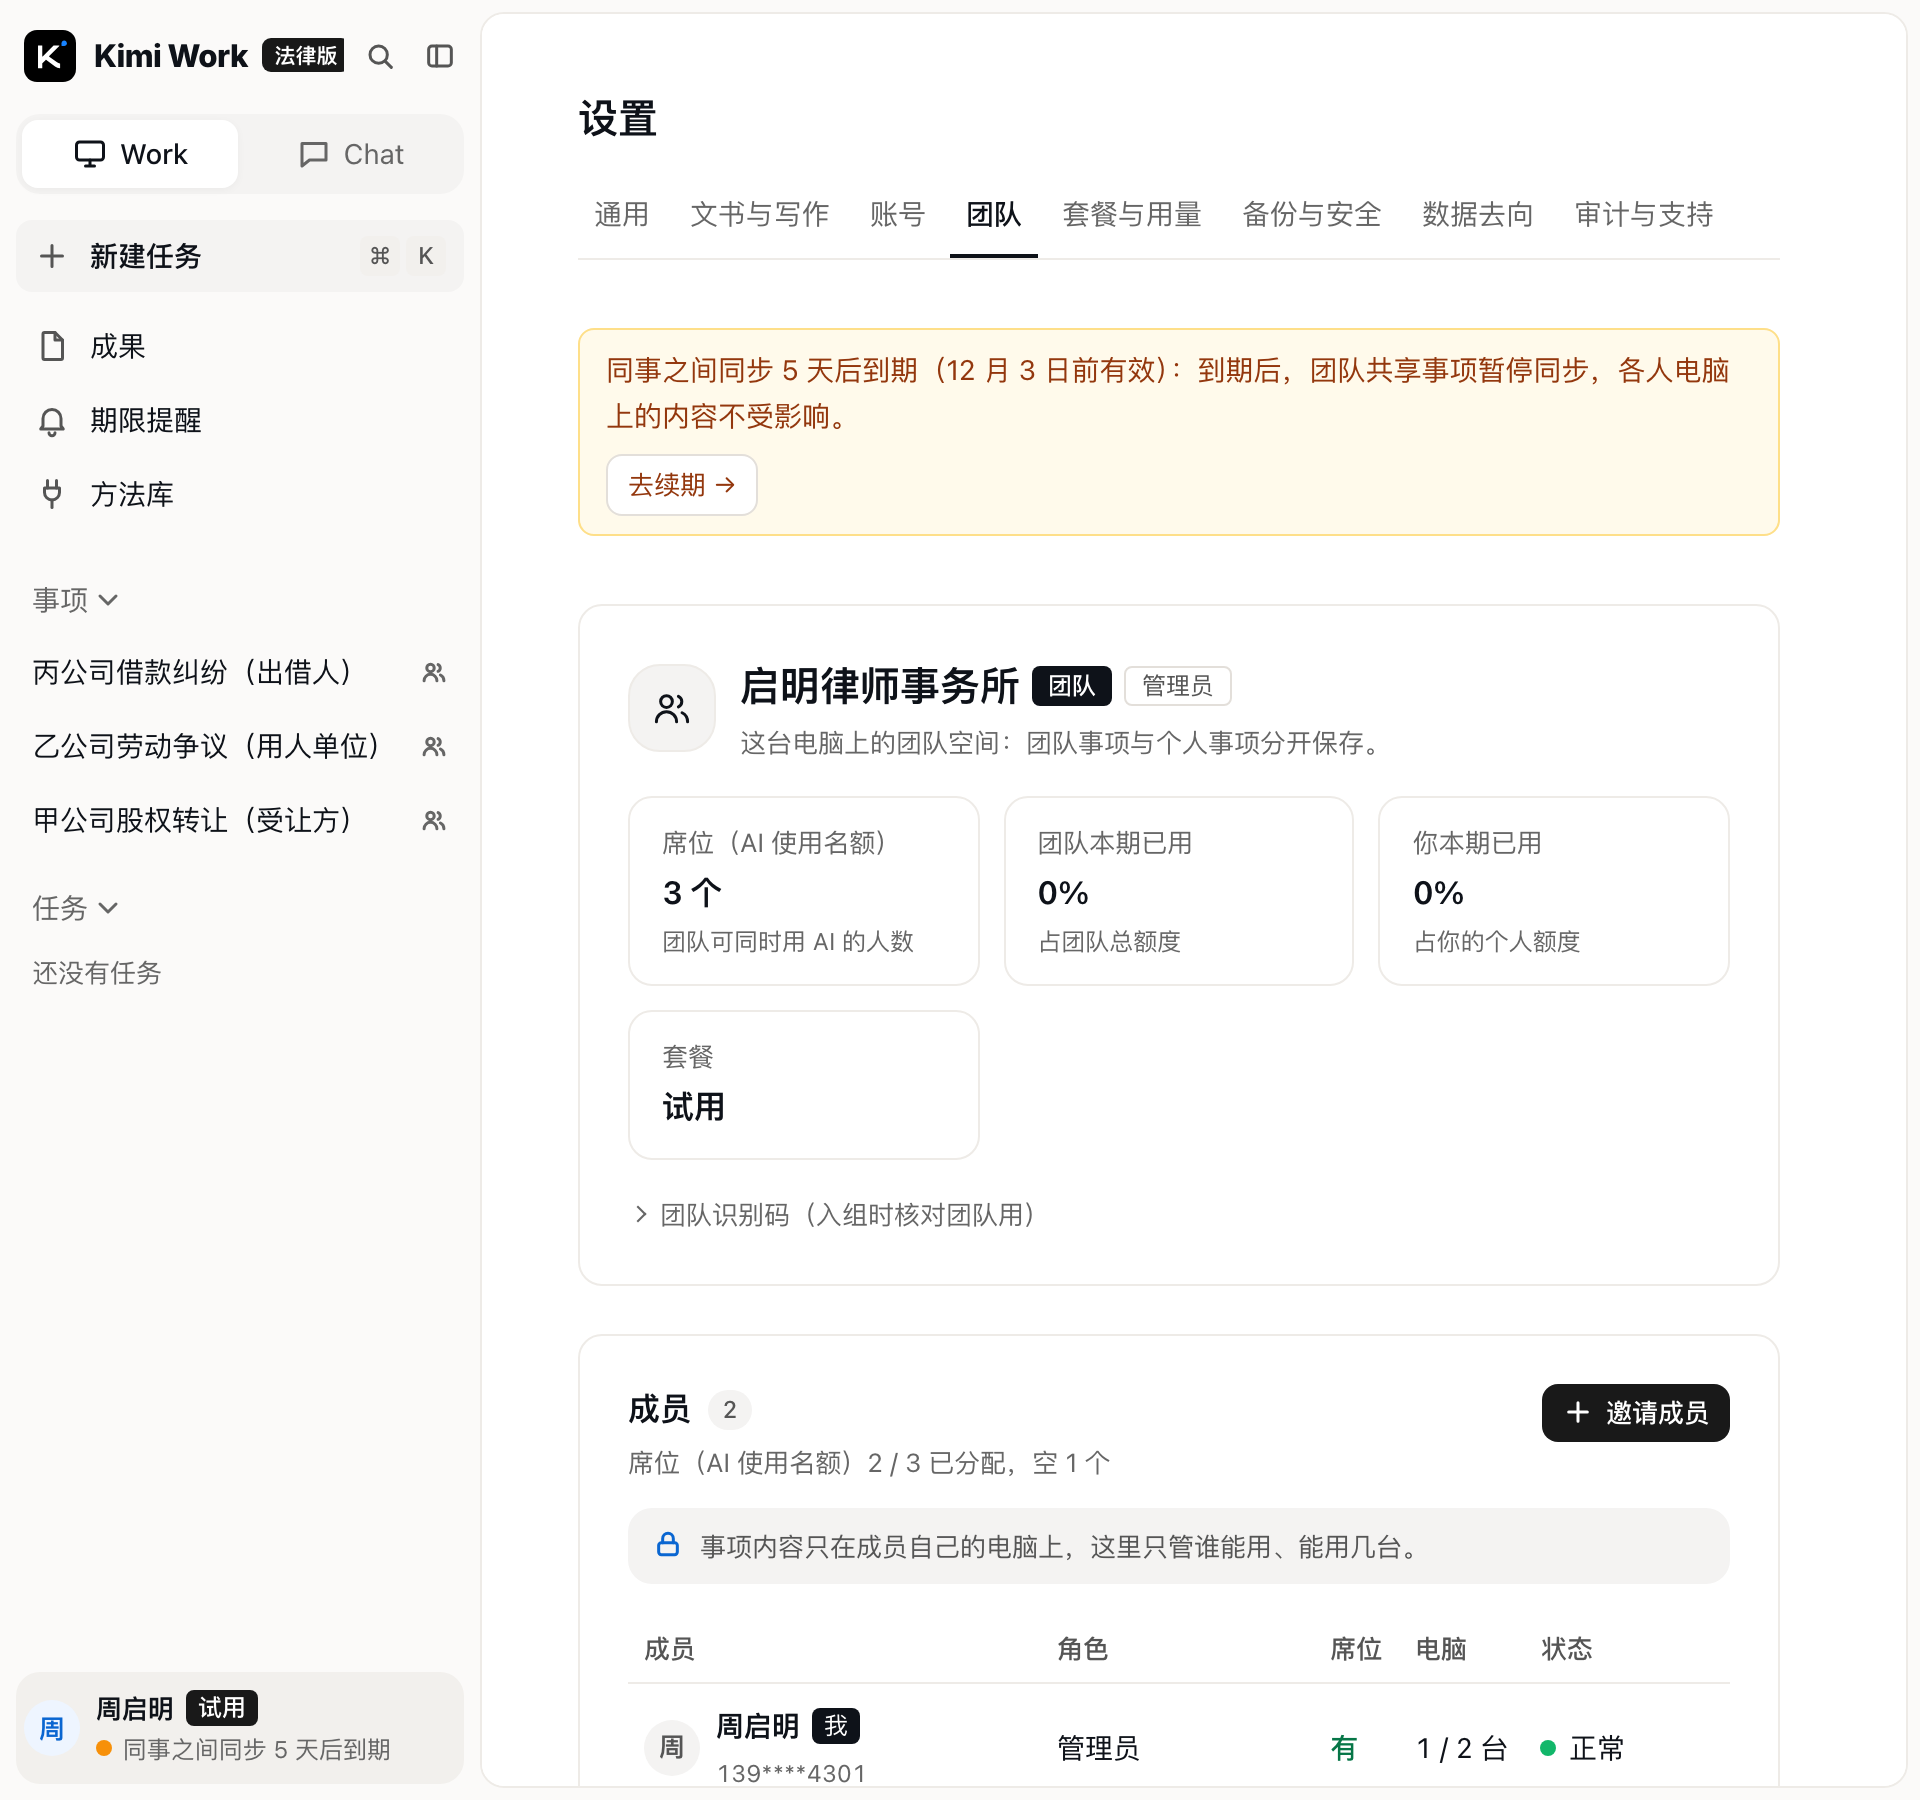 Kimi Work 法律版
Work
Chat
新建任务 ⌘ K
成果
期限提醒
方法库
事项
丙公司借款纠纷（出借人）
乙公司劳动争议（用人单位）
甲公司股权转让（受让方）
任务
还没有任务
周
周启明 试用
同事之间同步 5 天后到期
设置
通用 文书与写作 账号 团队 套餐与用量 备份与安全 数据去向 审计与支持
同事之间同步 5 天后到期（12 月 3 日前有效）：到期后，团队共享事项暂停同步，各人电脑
上的内容不受影响。
去续期 →
启明律师事务所 团队 管理员
这台电脑上的团队空间：团队事项与个人事项分开保存。
席位（AI 使用名额）
3 个
团队可同时用 AI 的人数
团队本期已用
0%
占团队总额度
你本期已用
0%
占你的个人额度
套餐
试用
团队识别码（入组时核对团队用）
成员 2
邀请成员
席位（AI 使用名额）2 / 3 已分配，空 1 个
事项内容只在成员自己的电脑上，这里只管谁能用、能用几台。
成员 角色 席位 电脑 状态
周 周启明 我 管理员 有 1 / 2 台 正常
139****4301